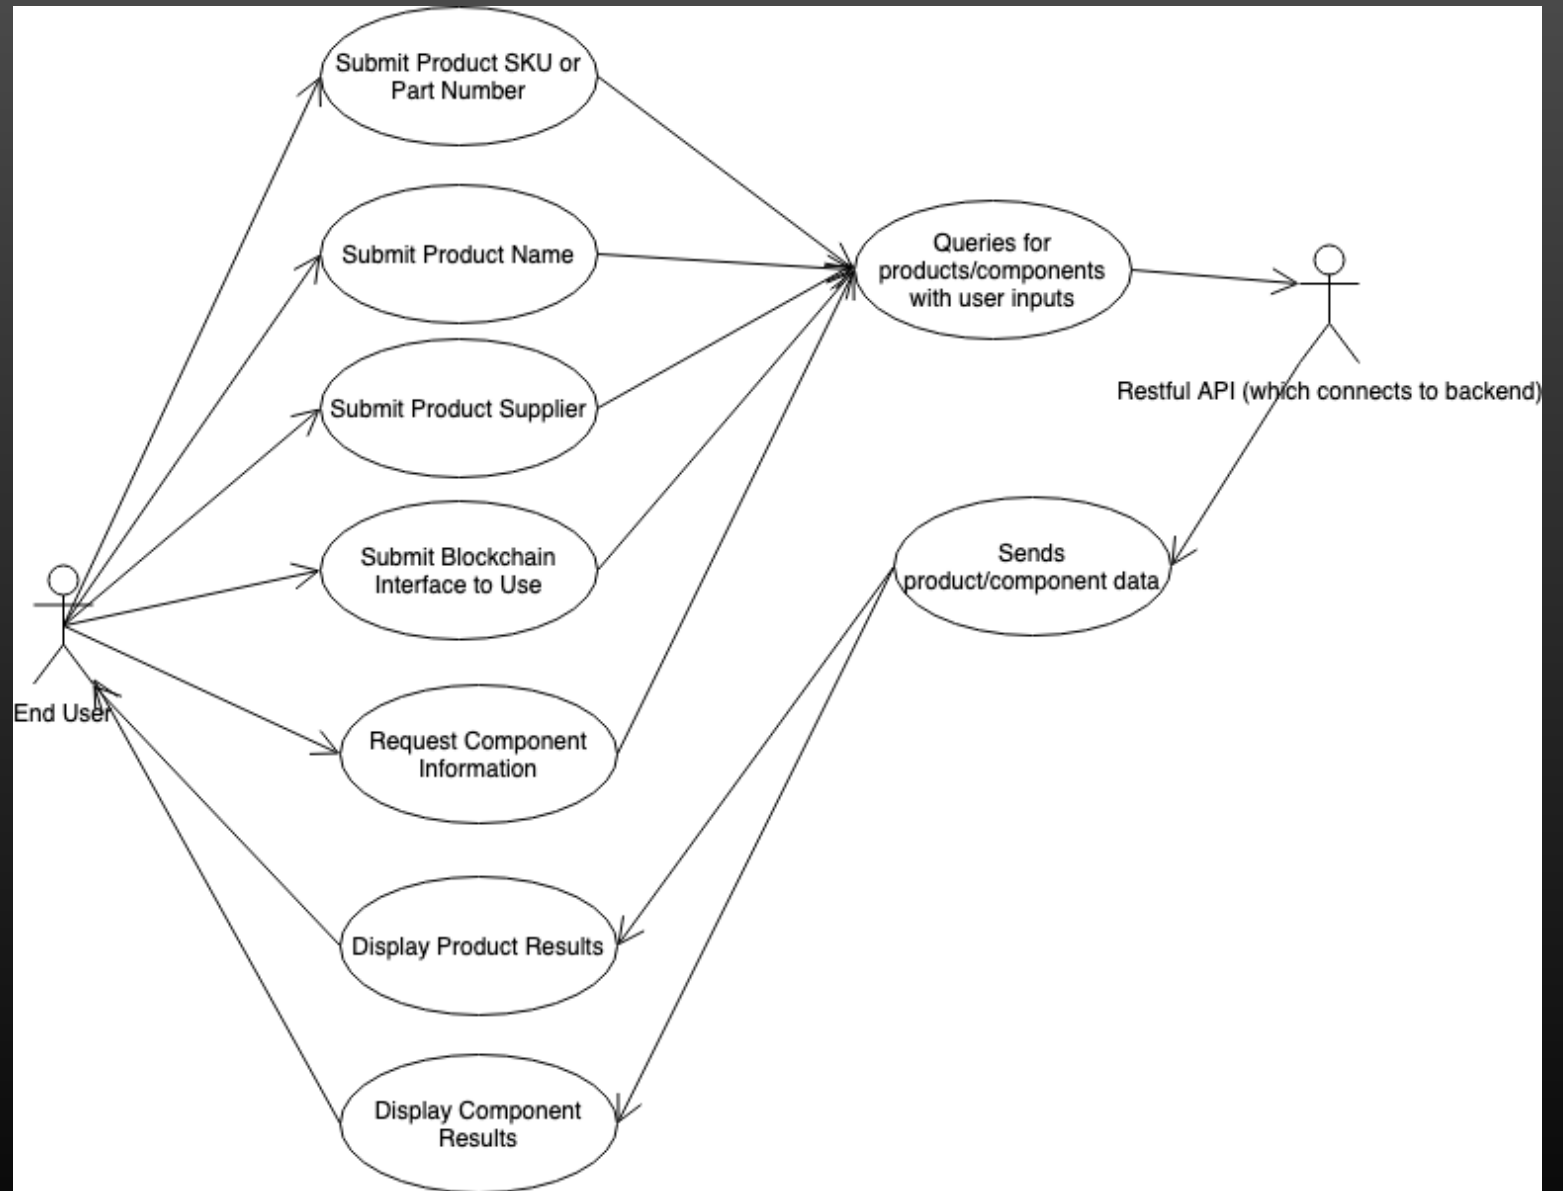 Submit Product SKU or
Part Number
Submit Product Name
Submit Product Supplier
Submit Blockchain
Interface to Use
Request Component
Information
Display Product Results
Display Component
Results
End User
Queries for
products/components
with user inputs
Restful API (which connects to backend)
Sends
product/component data